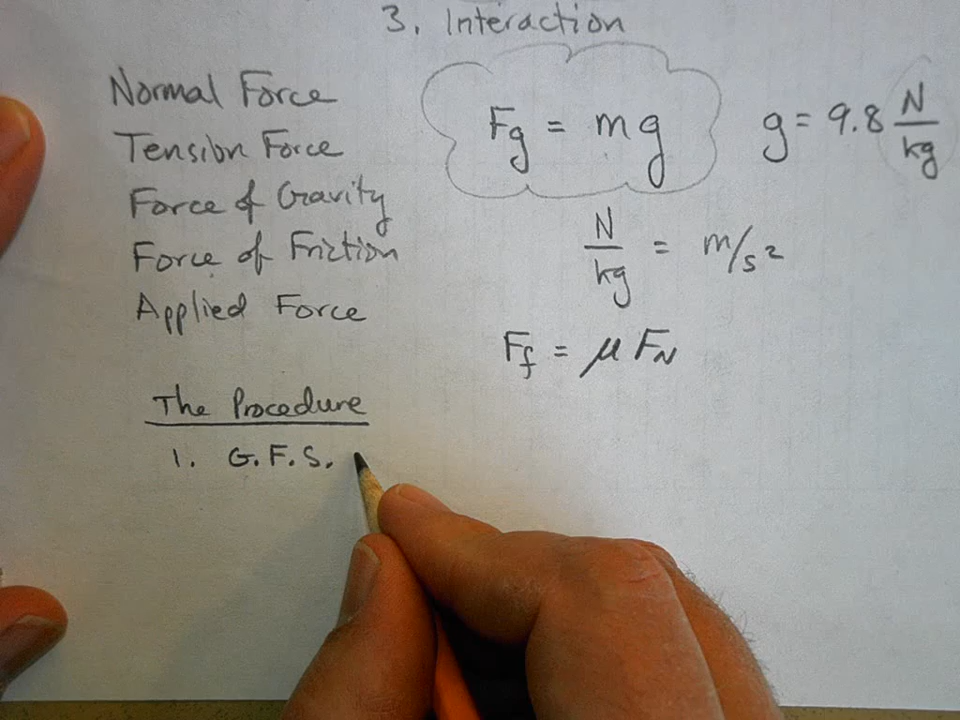 3. Interaction
Normal Force
Tension Force
Force of Gravity
Force of Friction
Applied Force
Fg = mg
g = 9.8 N/kg
N/kg = m/s²
Ff = μ FN
The Procedure
1. G.F.S.